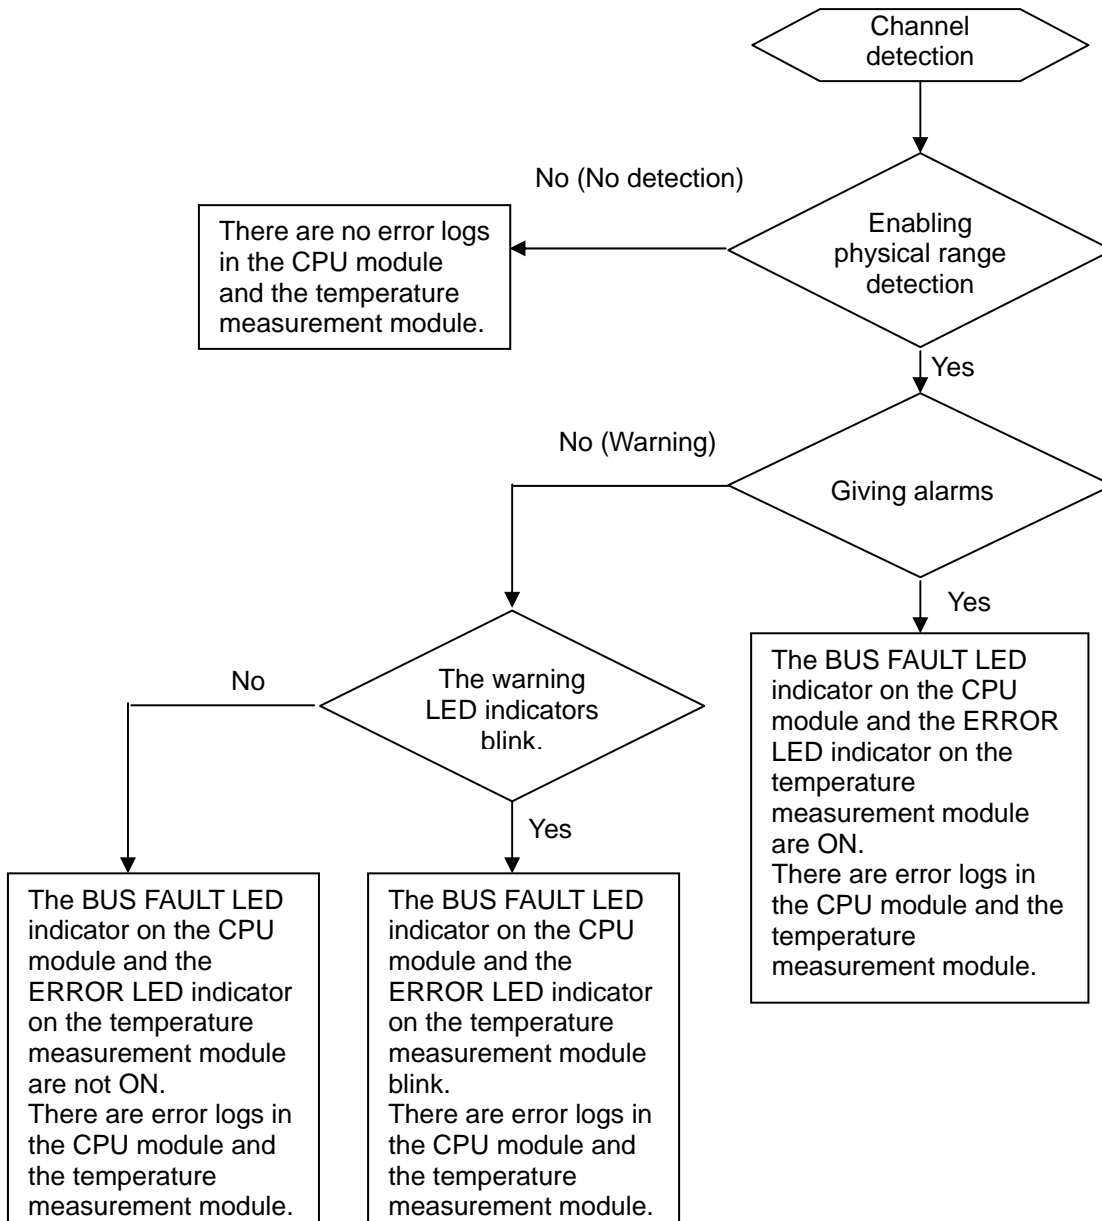 Channel
detection
No (No detection)
There are no error logs
in the CPU module
and the temperature
measurement module.
Enabling
physical range
detection
Yes
No (Warning)
Giving alarms
Yes
No
The warning
LED indicators
blink.
Yes
The BUS FAULT LED
indicator on the CPU
module and the ERROR
LED indicator on the
temperature
measurement module
are ON.
There are error logs in
the CPU module and the
temperature
measurement module.
The BUS FAULT LED
indicator on the CPU
module and the
ERROR LED indicator
on the temperature
measurement module
are not ON.
There are error logs in
the CPU module and
the temperature
measurement module.
The BUS FAULT LED
indicator on the CPU
module and the
ERROR LED indicator
on the temperature
measurement module
blink.
There are error logs in
the CPU module and
the temperature
measurement module.